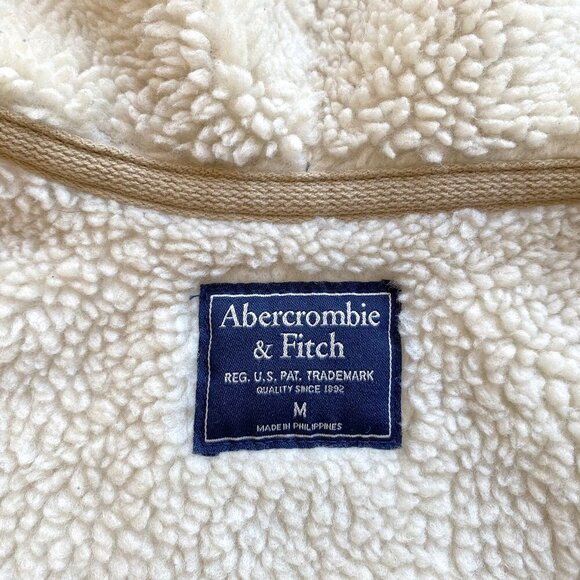 Abercrombie
& Fitch
REG. U.S. PAT. TRADEMARK
QUALITY SINCE 1892
M
MADE IN PHILIPPINES